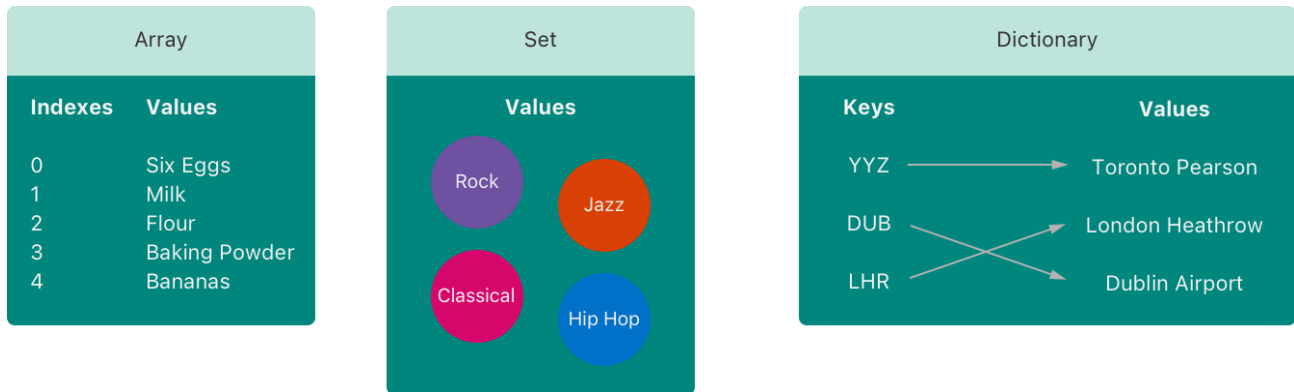 Array
Indexes Values
0 Six Eggs
1 Milk
2 Flour
3 Baking Powder
4 Bananas
Set
Values
Rock
Jazz
Classical
Hip Hop
Dictionary
Keys Values
YYZ Toronto Pearson
DUB London Heathrow
LHR Dublin Airport